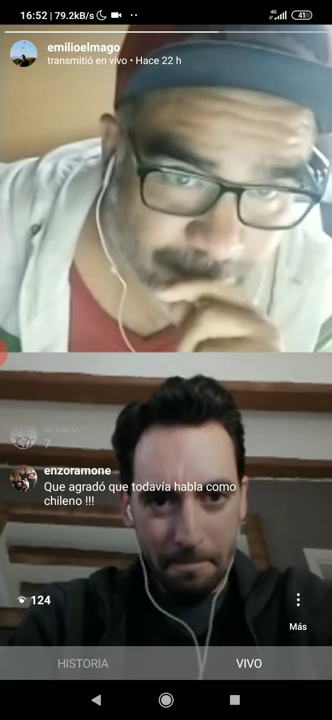 16:52 | 79.2kB/s
4G
41
emilioelmago
transmitió en vivo • Hace 22 h
alvaro
7
enzoramone
Que agradó que todavía habla como
chileno !!!
124
Más
HISTORIA
VIVO